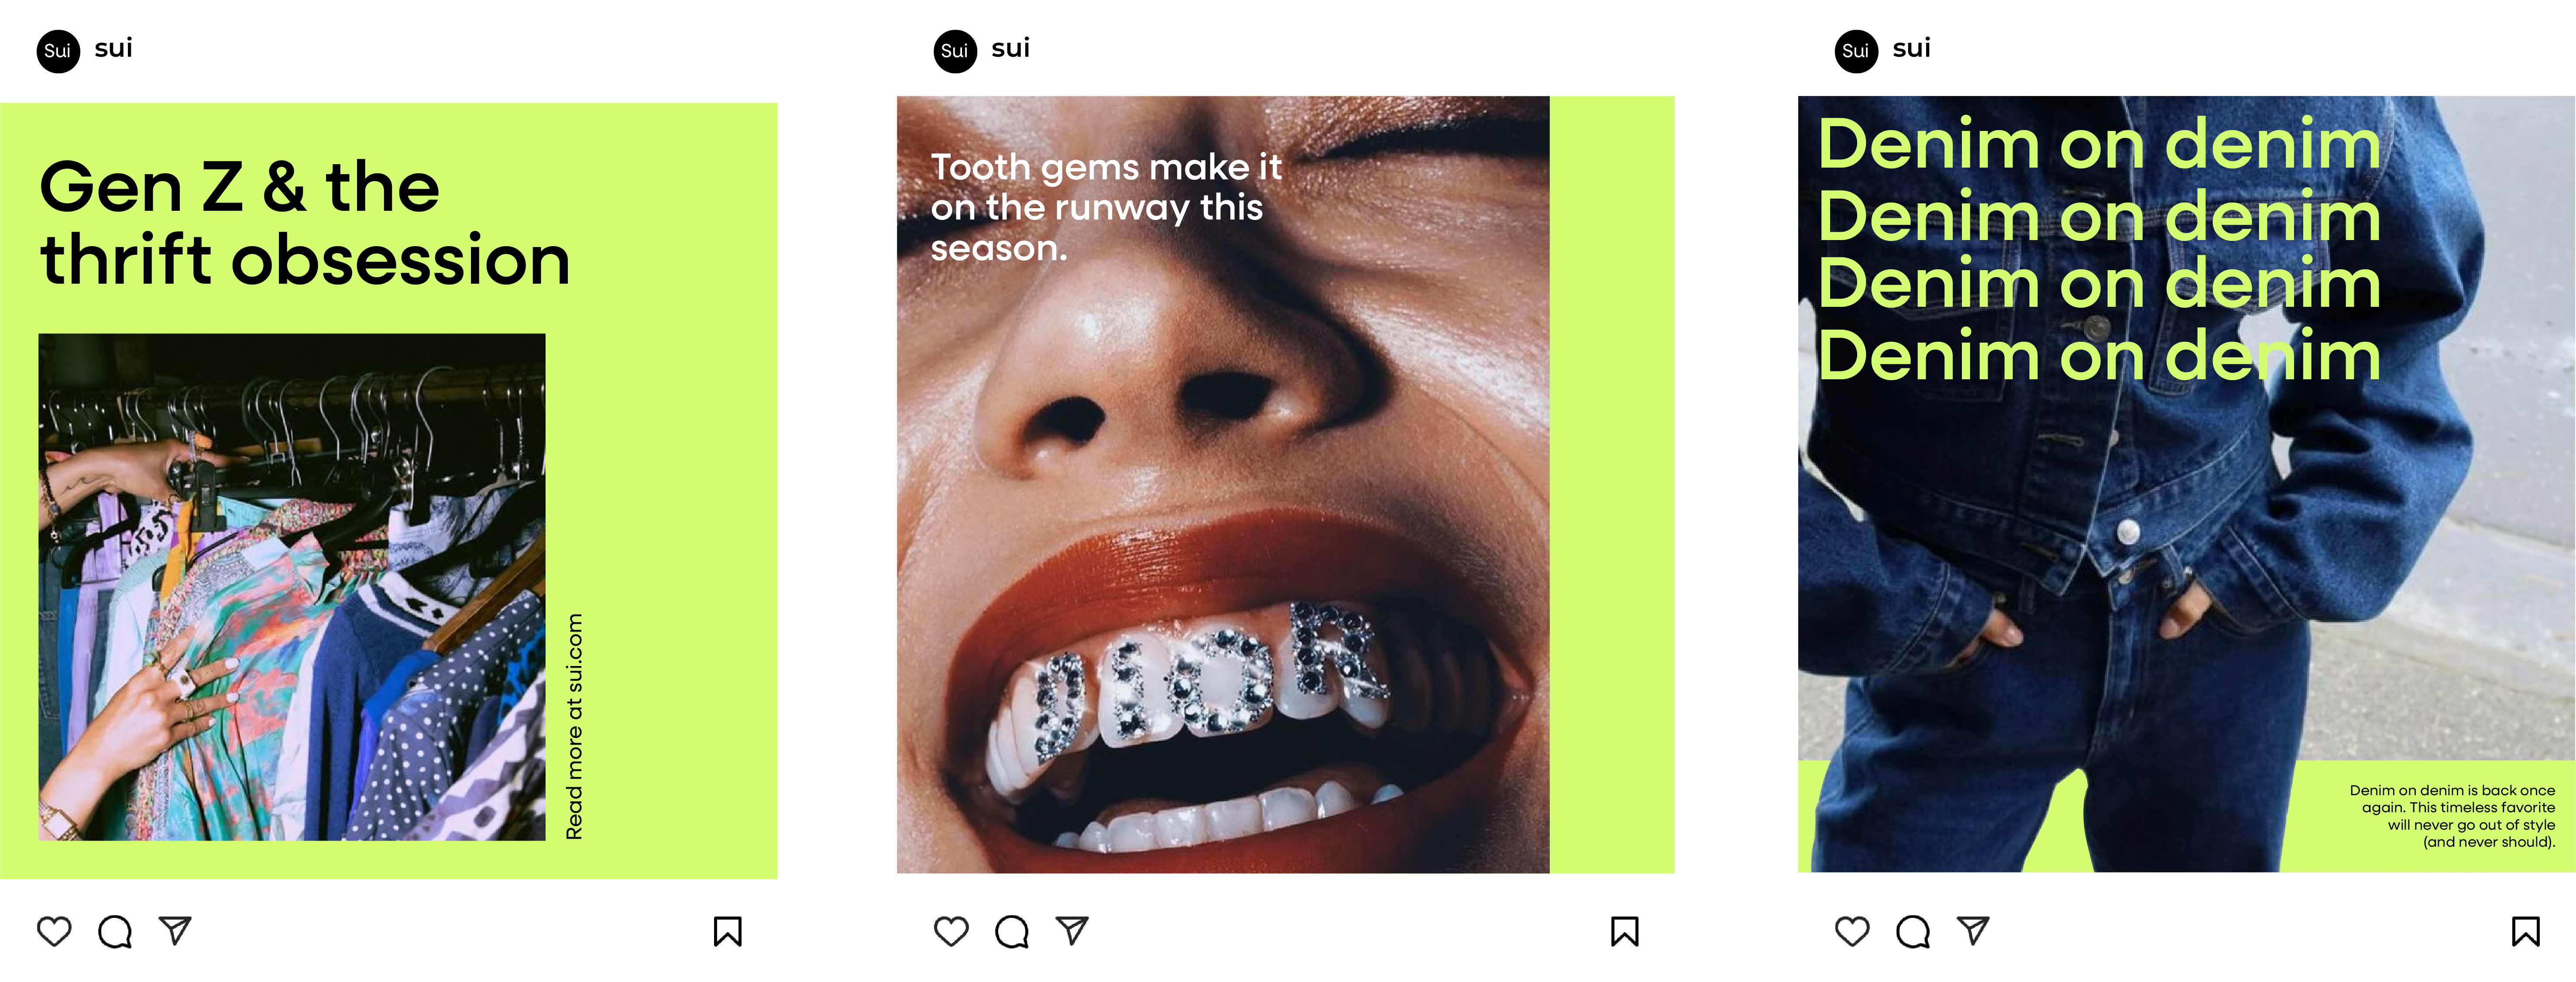 Sui sui
Gen Z & the
thrift obsession
Read more at sui.com
Sui sui
Tooth gems make it
on the runway this
season.
DIOR
Sui sui
Denim on denim
Denim on denim
Denim on denim
Denim on denim
Denim on denim is back once
again. This timeless favorite
will never go out of style
(and never should).